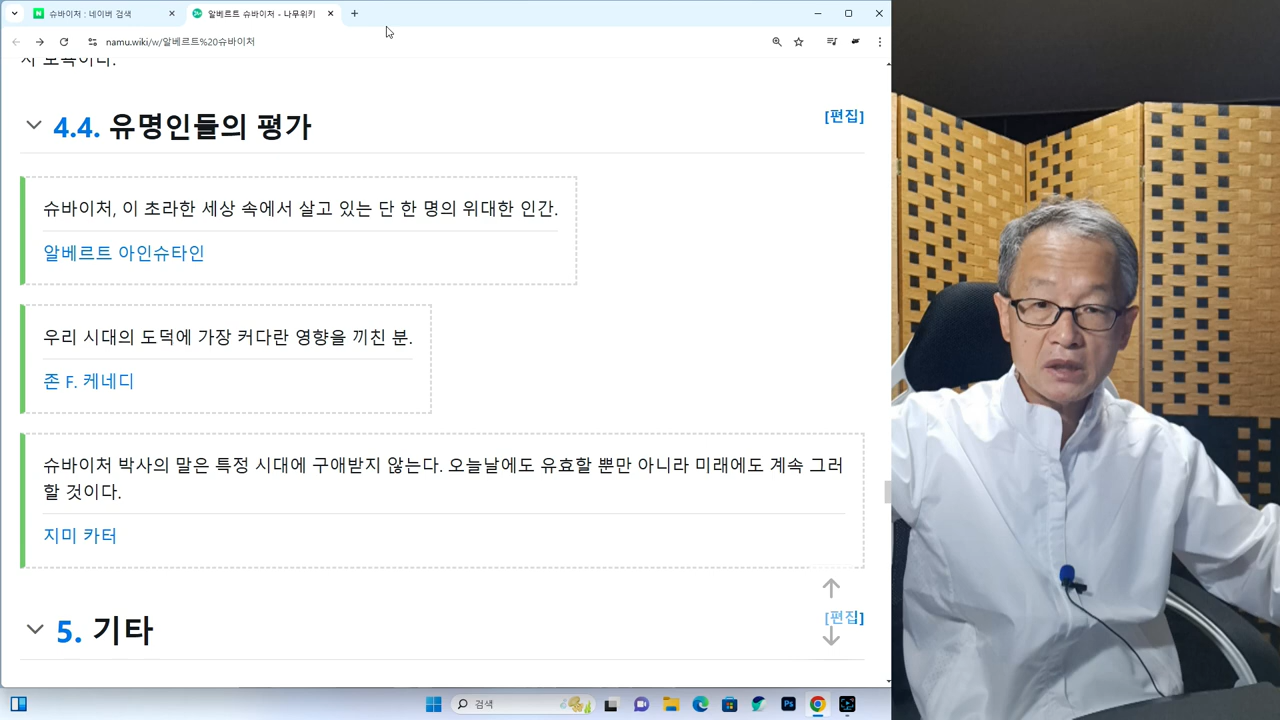 슈바이처 : 네이버 검색
알베르트 슈바이처 - 나무위키
namu.wiki/w/알베르트%20슈바이처
4.4. 유명인들의 평가
[편집]
슈바이처, 이 초라한 세상 속에서 살고 있는 단 한 명의 위대한 인간.
알베르트 아인슈타인
우리 시대의 도덕에 가장 커다란 영향을 끼친 분.
존 F. 케네디
슈바이처 박사의 말은 특정 시대에 구애받지 않는다. 오늘날에도 유효할 뿐만 아니라 미래에도 계속 그러
할 것이다.
지미 카터
5. 기타
[편집]
검색
Ps